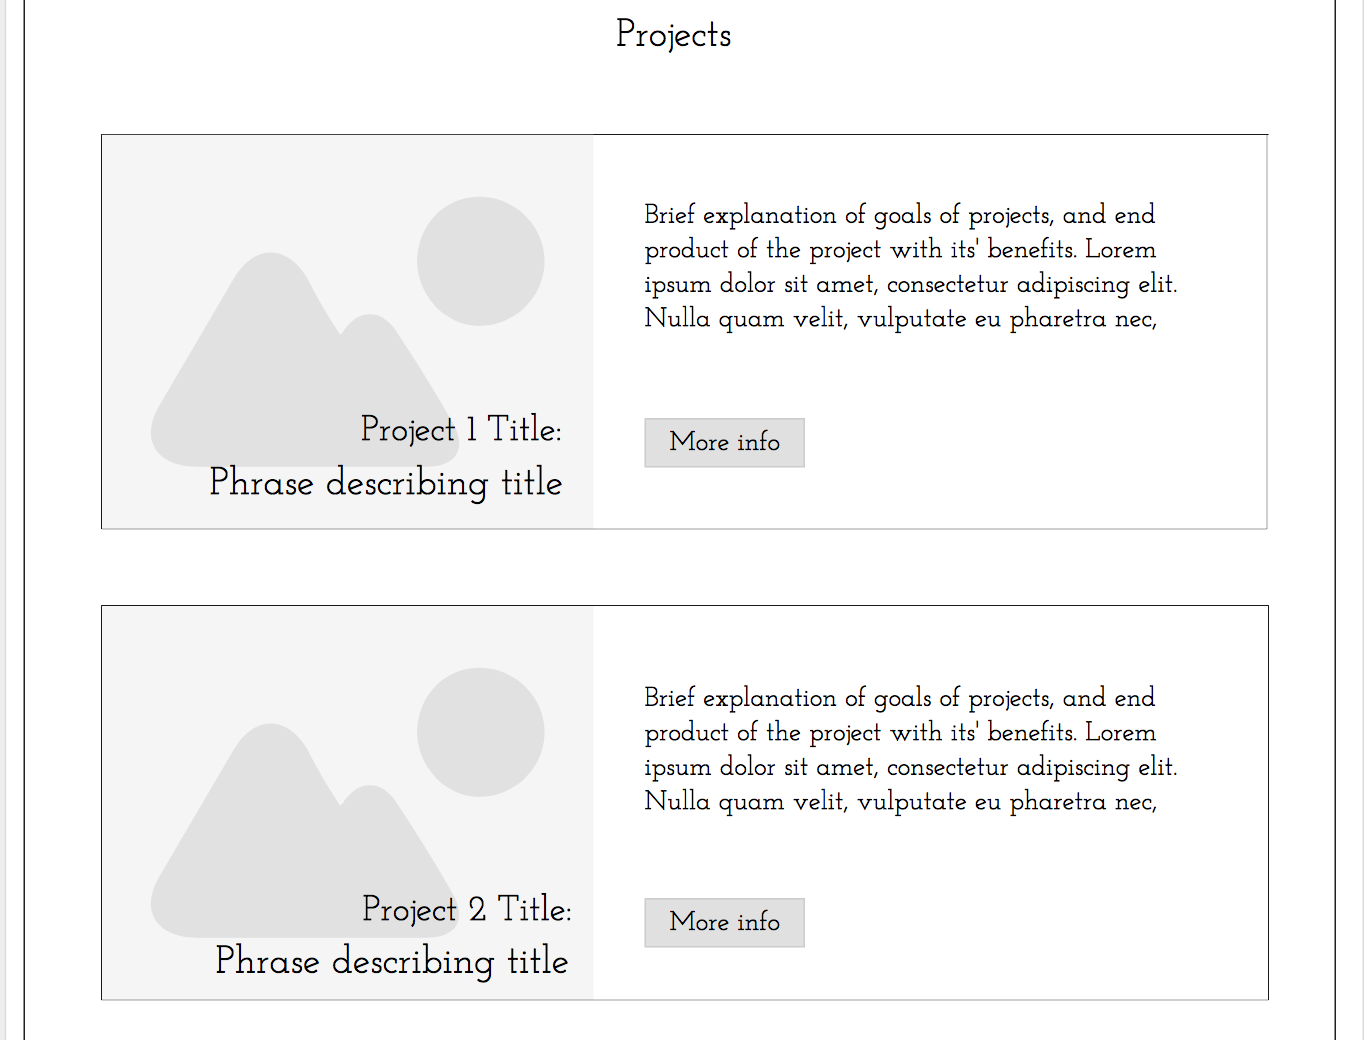 Projects
Brief explanation of goals of projects, and end
product of the project with its' benefits. Lorem
ipsum dolor sit amet, consectetur adipiscing elit.
Nulla quam velit, vulputate eu pharetra nec,
Project 1 Title:
Phrase describing title
More info
Brief explanation of goals of projects, and end
product of the project with its' benefits. Lorem
ipsum dolor sit amet, consectetur adipiscing elit.
Nulla quam velit, vulputate eu pharetra nec,
Project 2 Title:
Phrase describing title
More info